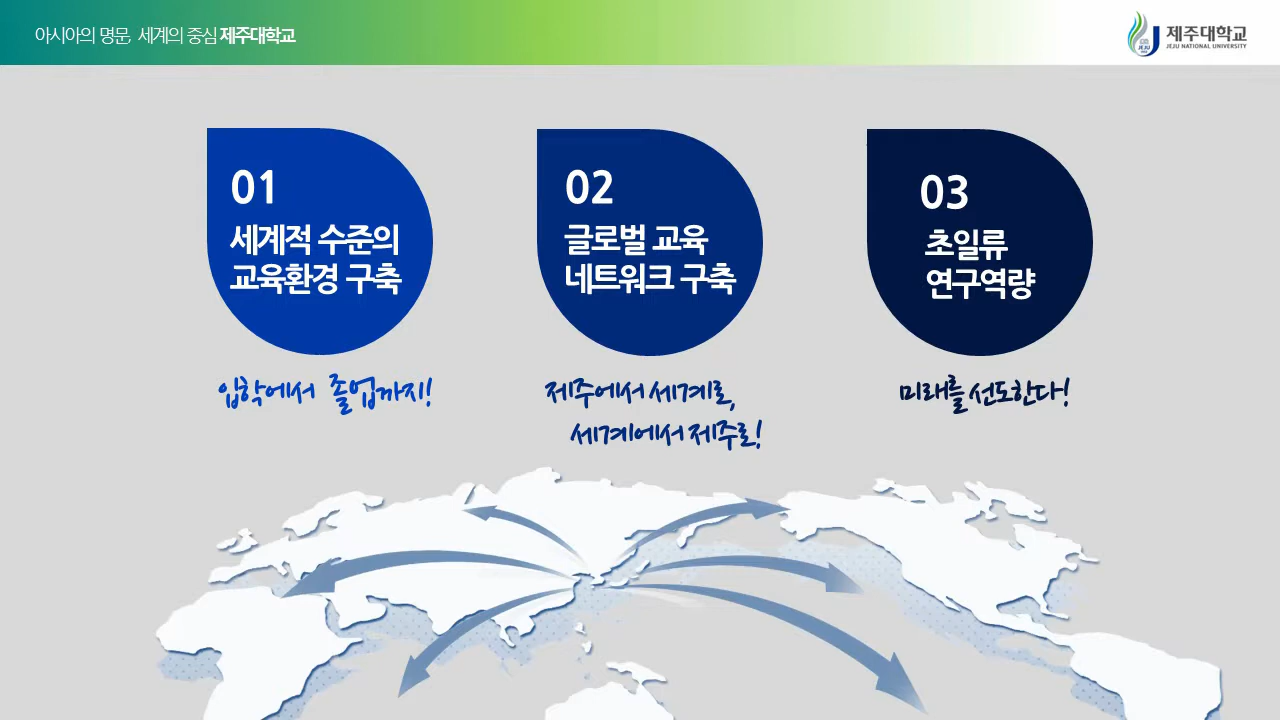 아시아의 명문, 세계의 중심 제주대학교
제주대학교
JEJU NATIONAL UNIVERSITY
JEJU
01
세계적 수준의
교육환경 구축
입학에서 졸업까지!
02
글로벌 교육
네트워크 구축
제주에서 세계로,
세계에서 제주로!
03
초일류
연구역량
미래를 선도한다!